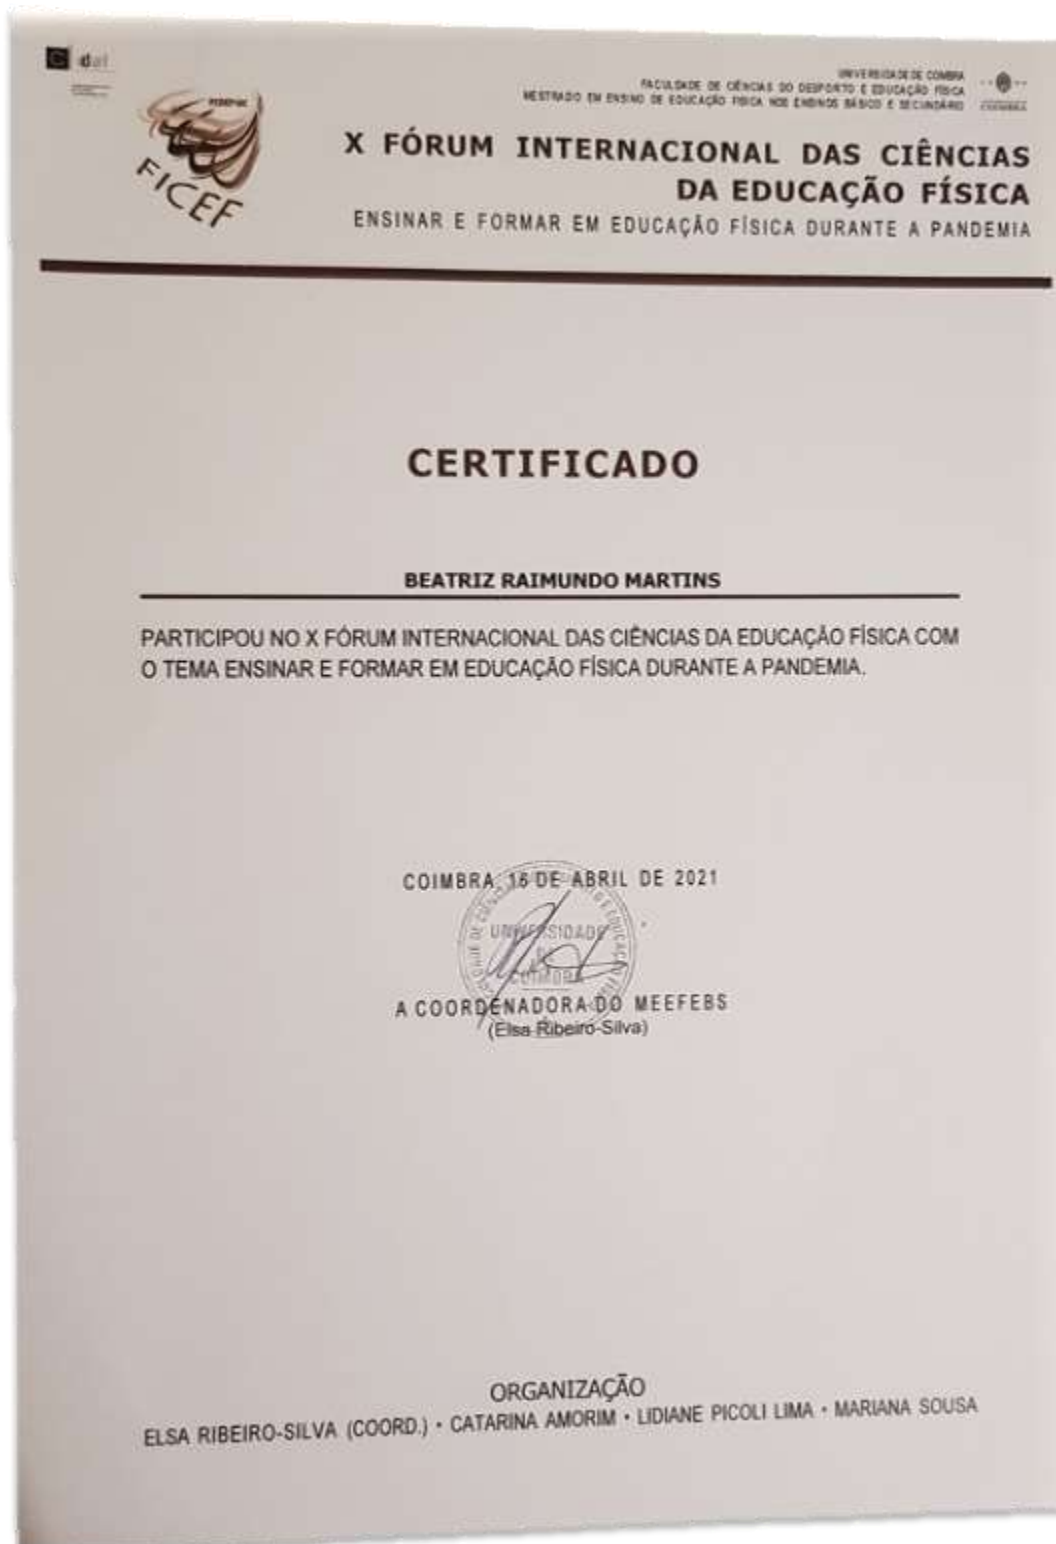 dal
FICEF
UNIVERSIDADE DE COIMBRA
FACULDADE DE CIÊNCIAS DO DESPORTO E EDUCAÇÃO FÍSICA
MESTRADO EM ENSINO DE EDUCAÇÃO FÍSICA NOS ENSINOS BÁSICO E SECUNDÁRIO
X FÓRUM INTERNACIONAL DAS CIÊNCIAS
DA EDUCAÇÃO FÍSICA
ENSINAR E FORMAR EM EDUCAÇÃO FÍSICA DURANTE A PANDEMIA
CERTIFICADO
BEATRIZ RAIMUNDO MARTINS
PARTICIPOU NO X FÓRUM INTERNACIONAL DAS CIÊNCIAS DA EDUCAÇÃO FÍSICA COM
O TEMA ENSINAR E FORMAR EM EDUCAÇÃO FÍSICA DURANTE A PANDEMIA.
COIMBRA, 16 DE ABRIL DE 2021
UNIVERSIDADE
DE
COIMBRA
A COORDENADORA DO MEEFEBS
(Elsa Ribeiro-Silva)
ORGANIZAÇÃO
ELSA RIBEIRO-SILVA (COORD.) • CATARINA AMORIM • LIDIANE PICOLI LIMA • MARIANA SOUSA